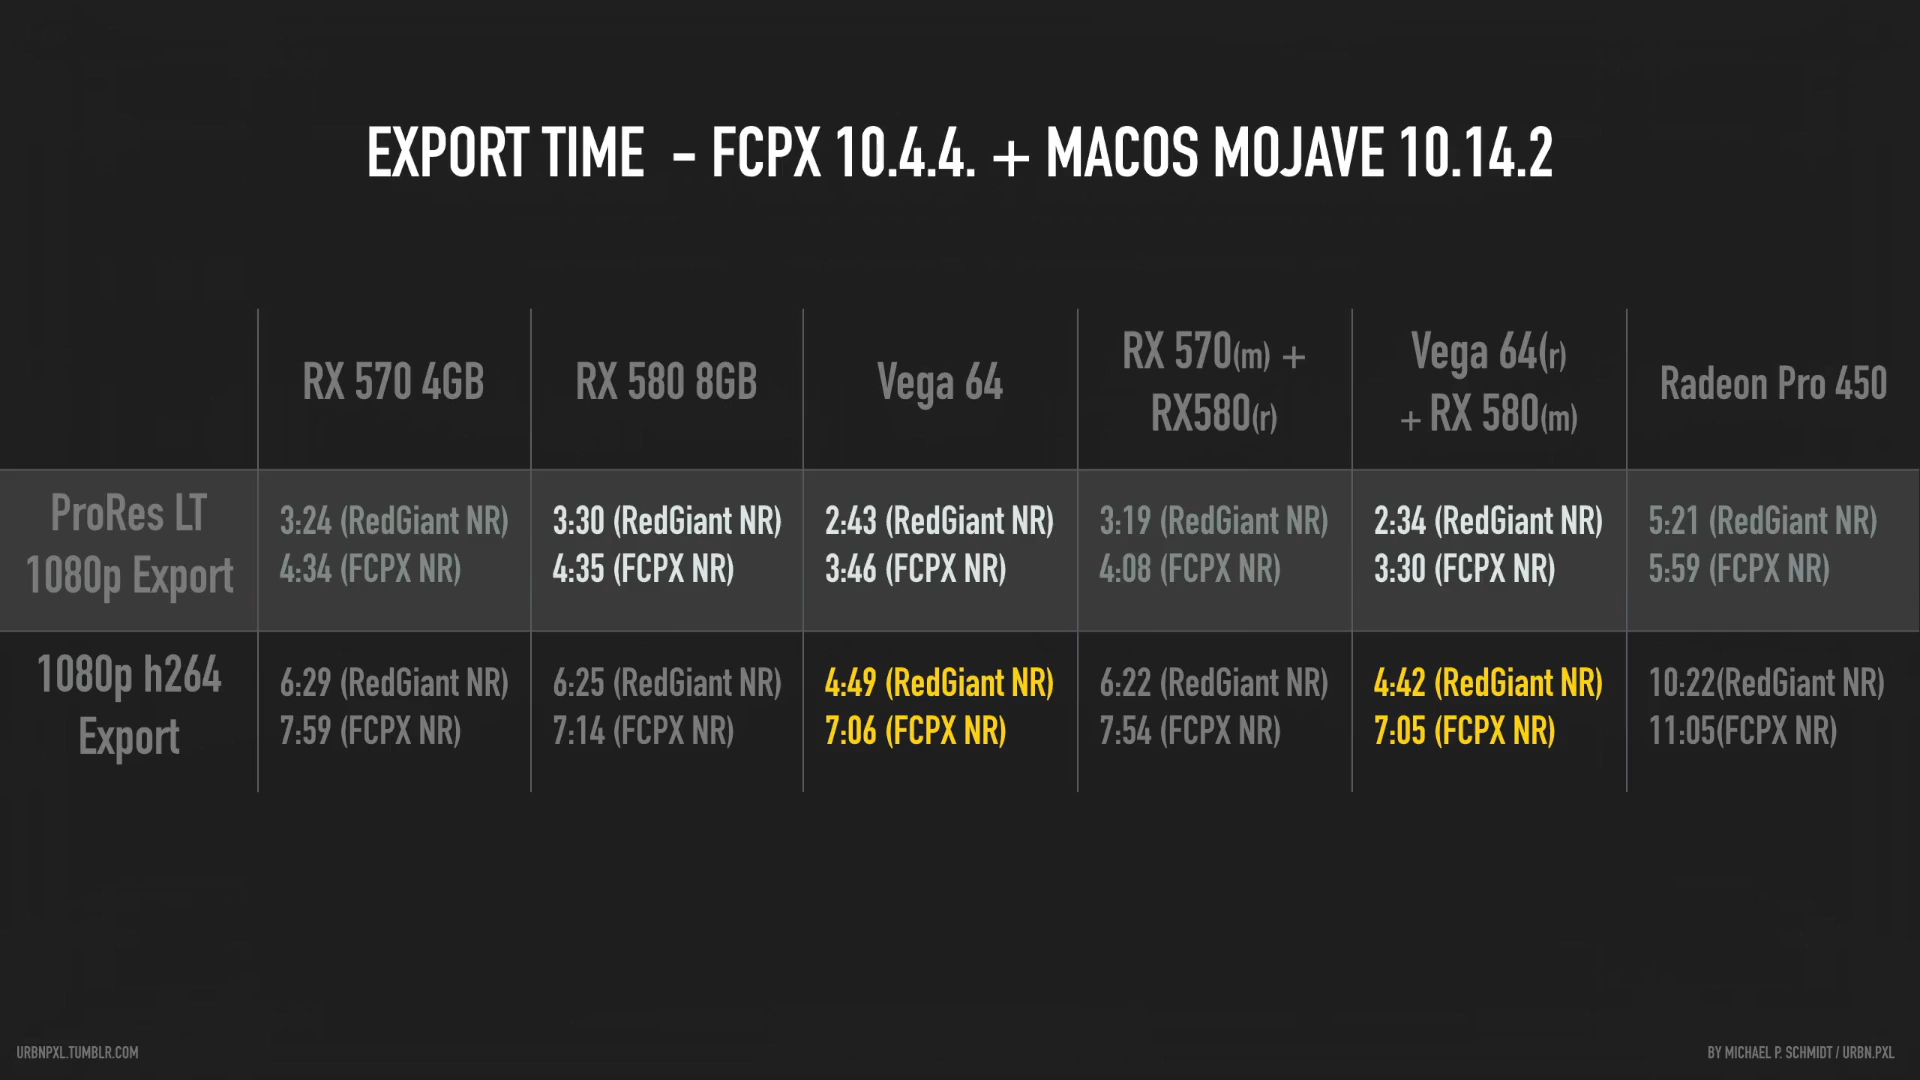 EXPORT TIME - FCPX 10.4.4. + MACOS MOJAVE 10.14.2
RX 570 4GB
RX 580 8GB
Vega 64
RX 570(m) +
RX580(r)
Vega 64(r)
+ RX 580(m)
Radeon Pro 450
ProRes LT
1080p Export
3:24 (RedGiant NR)
4:34 (FCPX NR)
3:30 (RedGiant NR)
4:35 (FCPX NR)
2:43 (RedGiant NR)
3:46 (FCPX NR)
3:19 (RedGiant NR)
4:08 (FCPX NR)
2:34 (RedGiant NR)
3:30 (FCPX NR)
5:21 (RedGiant NR)
5:59 (FCPX NR)
1080p h264
Export
6:29 (RedGiant NR)
7:59 (FCPX NR)
6:25 (RedGiant NR)
7:14 (FCPX NR)
4:49 (RedGiant NR)
7:06 (FCPX NR)
6:22 (RedGiant NR)
7:54 (FCPX NR)
4:42 (RedGiant NR)
7:05 (FCPX NR)
10:22(RedGiant NR)
11:05(FCPX NR)
URBNPXL.TUMBLR.COM
BY MICHAEL P. SCHMIDT / URBN.PXL